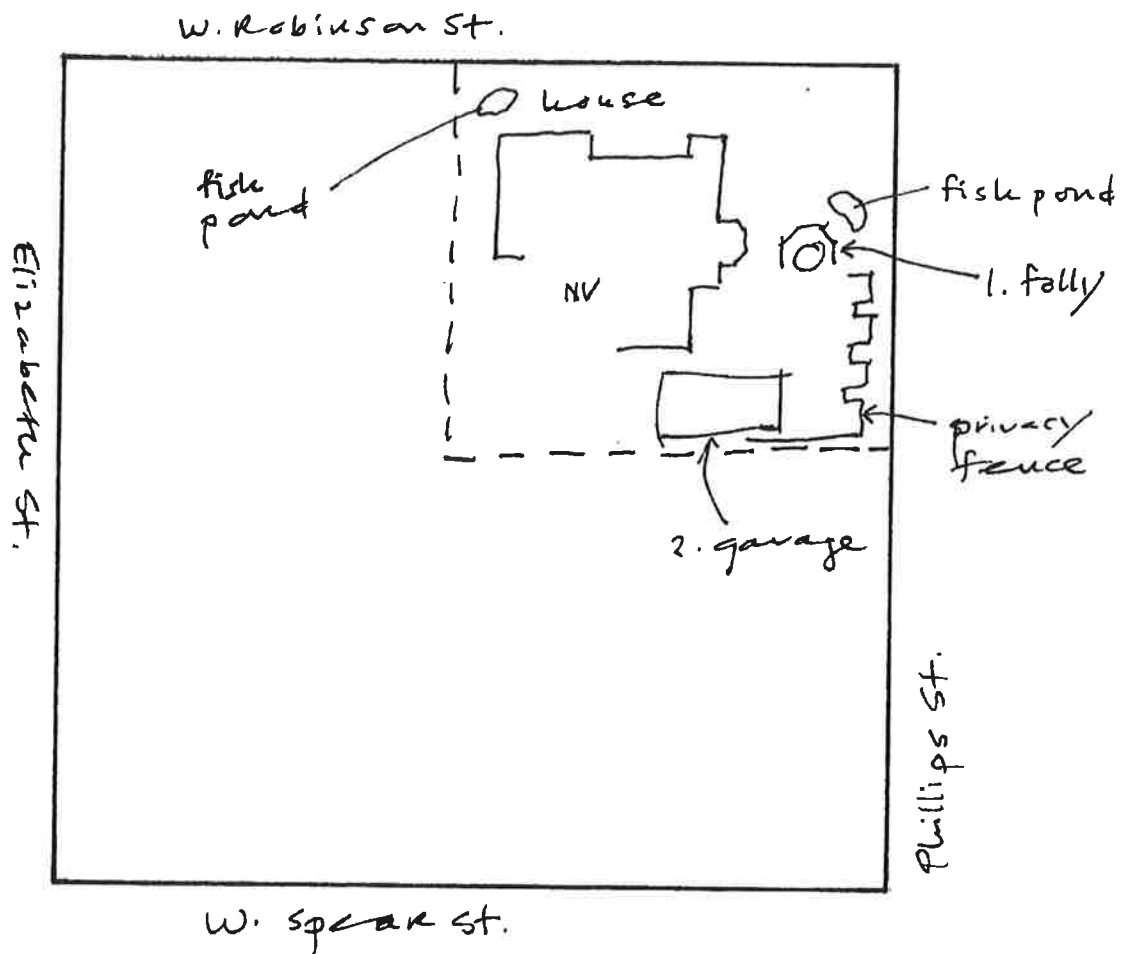 W. Robinson St.
house
fish
pond
fish pond
1. folly
NV
privacy
fence
2. garage
Elizabeth St.
Phillips St.
W. Spear St.